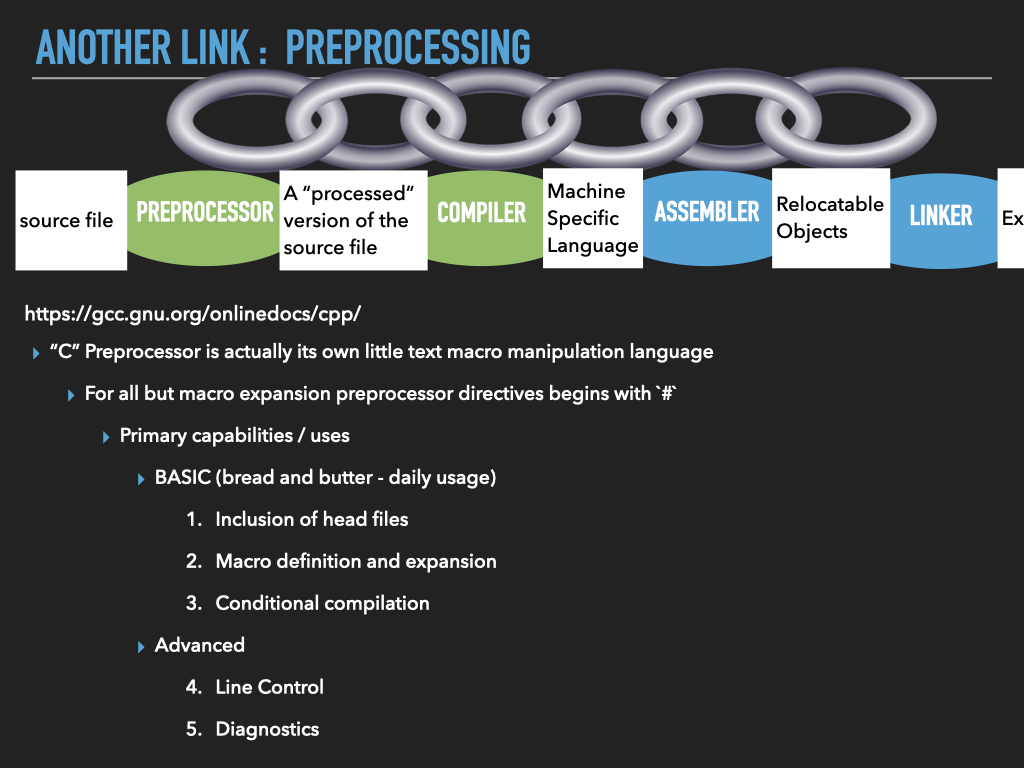 ANOTHER LINK : PREPROCESSING
source file
PREPROCESSOR
A “processed”
version of the
source file
COMPILER
Machine
Specific
Language
ASSEMBLER
Relocatable
Objects
LINKER
Ex
https://gcc.gnu.org/onlinedocs/cpp/
“C” Preprocessor is actually its own little text macro manipulation language
For all but macro expansion preprocessor directives begins with `#`
Primary capabilities / uses
BASIC (bread and butter - daily usage)
1. Inclusion of head files
2. Macro definition and expansion
3. Conditional compilation
Advanced
4. Line Control
5. Diagnostics